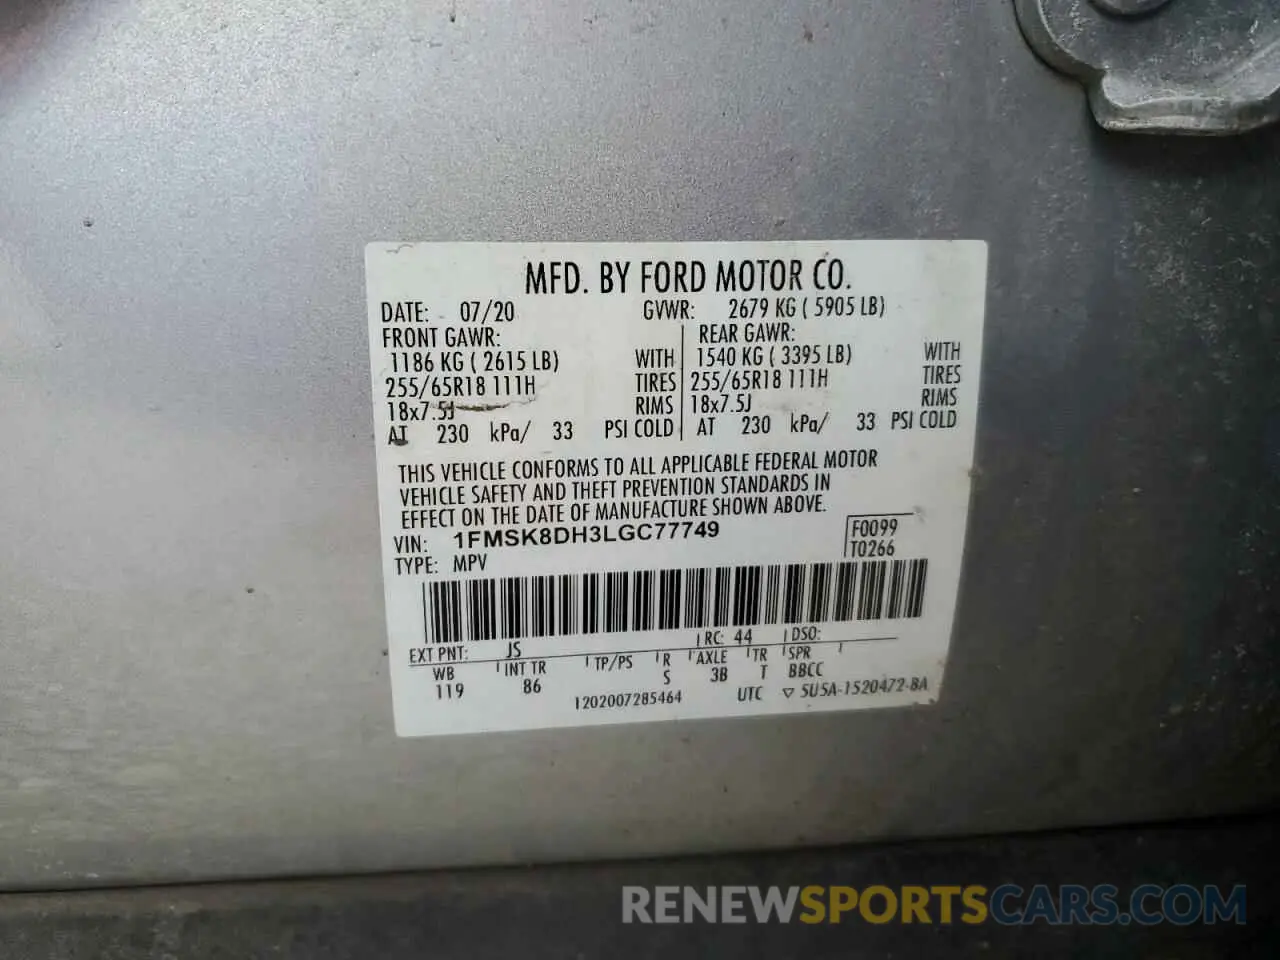 MFD. BY FORD MOTOR CO.
DATE: 07/20 GVWR: 2679 KG ( 5905 LB)
FRONT GAWR: REAR GAWR:
1186 KG ( 2615 LB) WITH 1540 KG ( 3395 LB) WITH
255/65R18 111H TIRES 255/65R18 111H TIRES
18x7.5J RIMS 18x7.5J RIMS
AT 230 kPa/ 33 PSI COLD AT 230 kPa/ 33 PSI COLD
THIS VEHICLE CONFORMS TO ALL APPLICABLE FEDERAL MOTOR
VEHICLE SAFETY AND THEFT PREVENTION STANDARDS IN
EFFECT ON THE DATE OF MANUFACTURE SHOWN ABOVE.
VIN: 1FMSK8DH3LGC77749 F0099
TYPE: MPV T0266
EXT PNT: JS RC: 44 DSO:
WB INT TR TP/PS R AXLE TR SPR
119 86 S 3B T BBCC
1202007285464 UTC ▽ 5U5A-1520472-BA
RENEWSPORTSCARS.COM